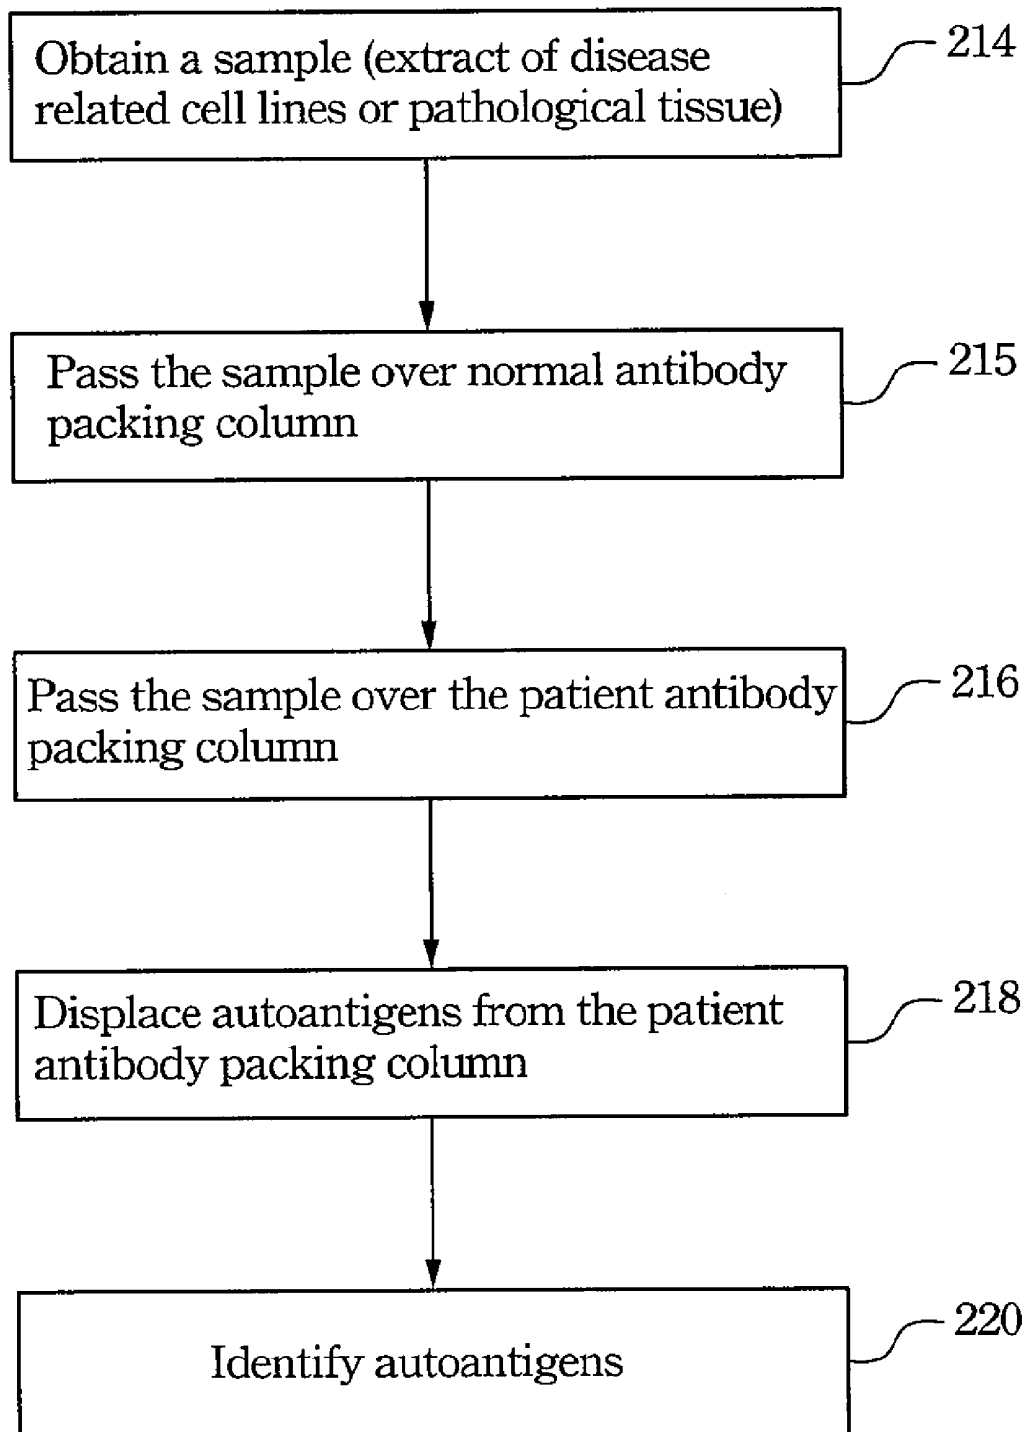 Obtain a sample (extract of disease
related cell lines or pathological tissue)
214
Pass the sample over normal antibody
packing column
215
Pass the sample over the patient antibody
packing column
216
Displace autoantigens from the patient
antibody packing column
218
Identify autoantigens
220